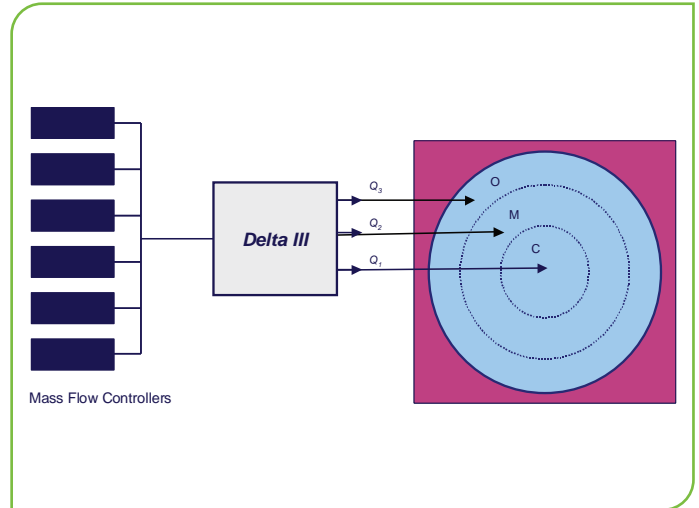 Q3
O
M
Q2
Delta III
C
Q1
Mass Flow Controllers